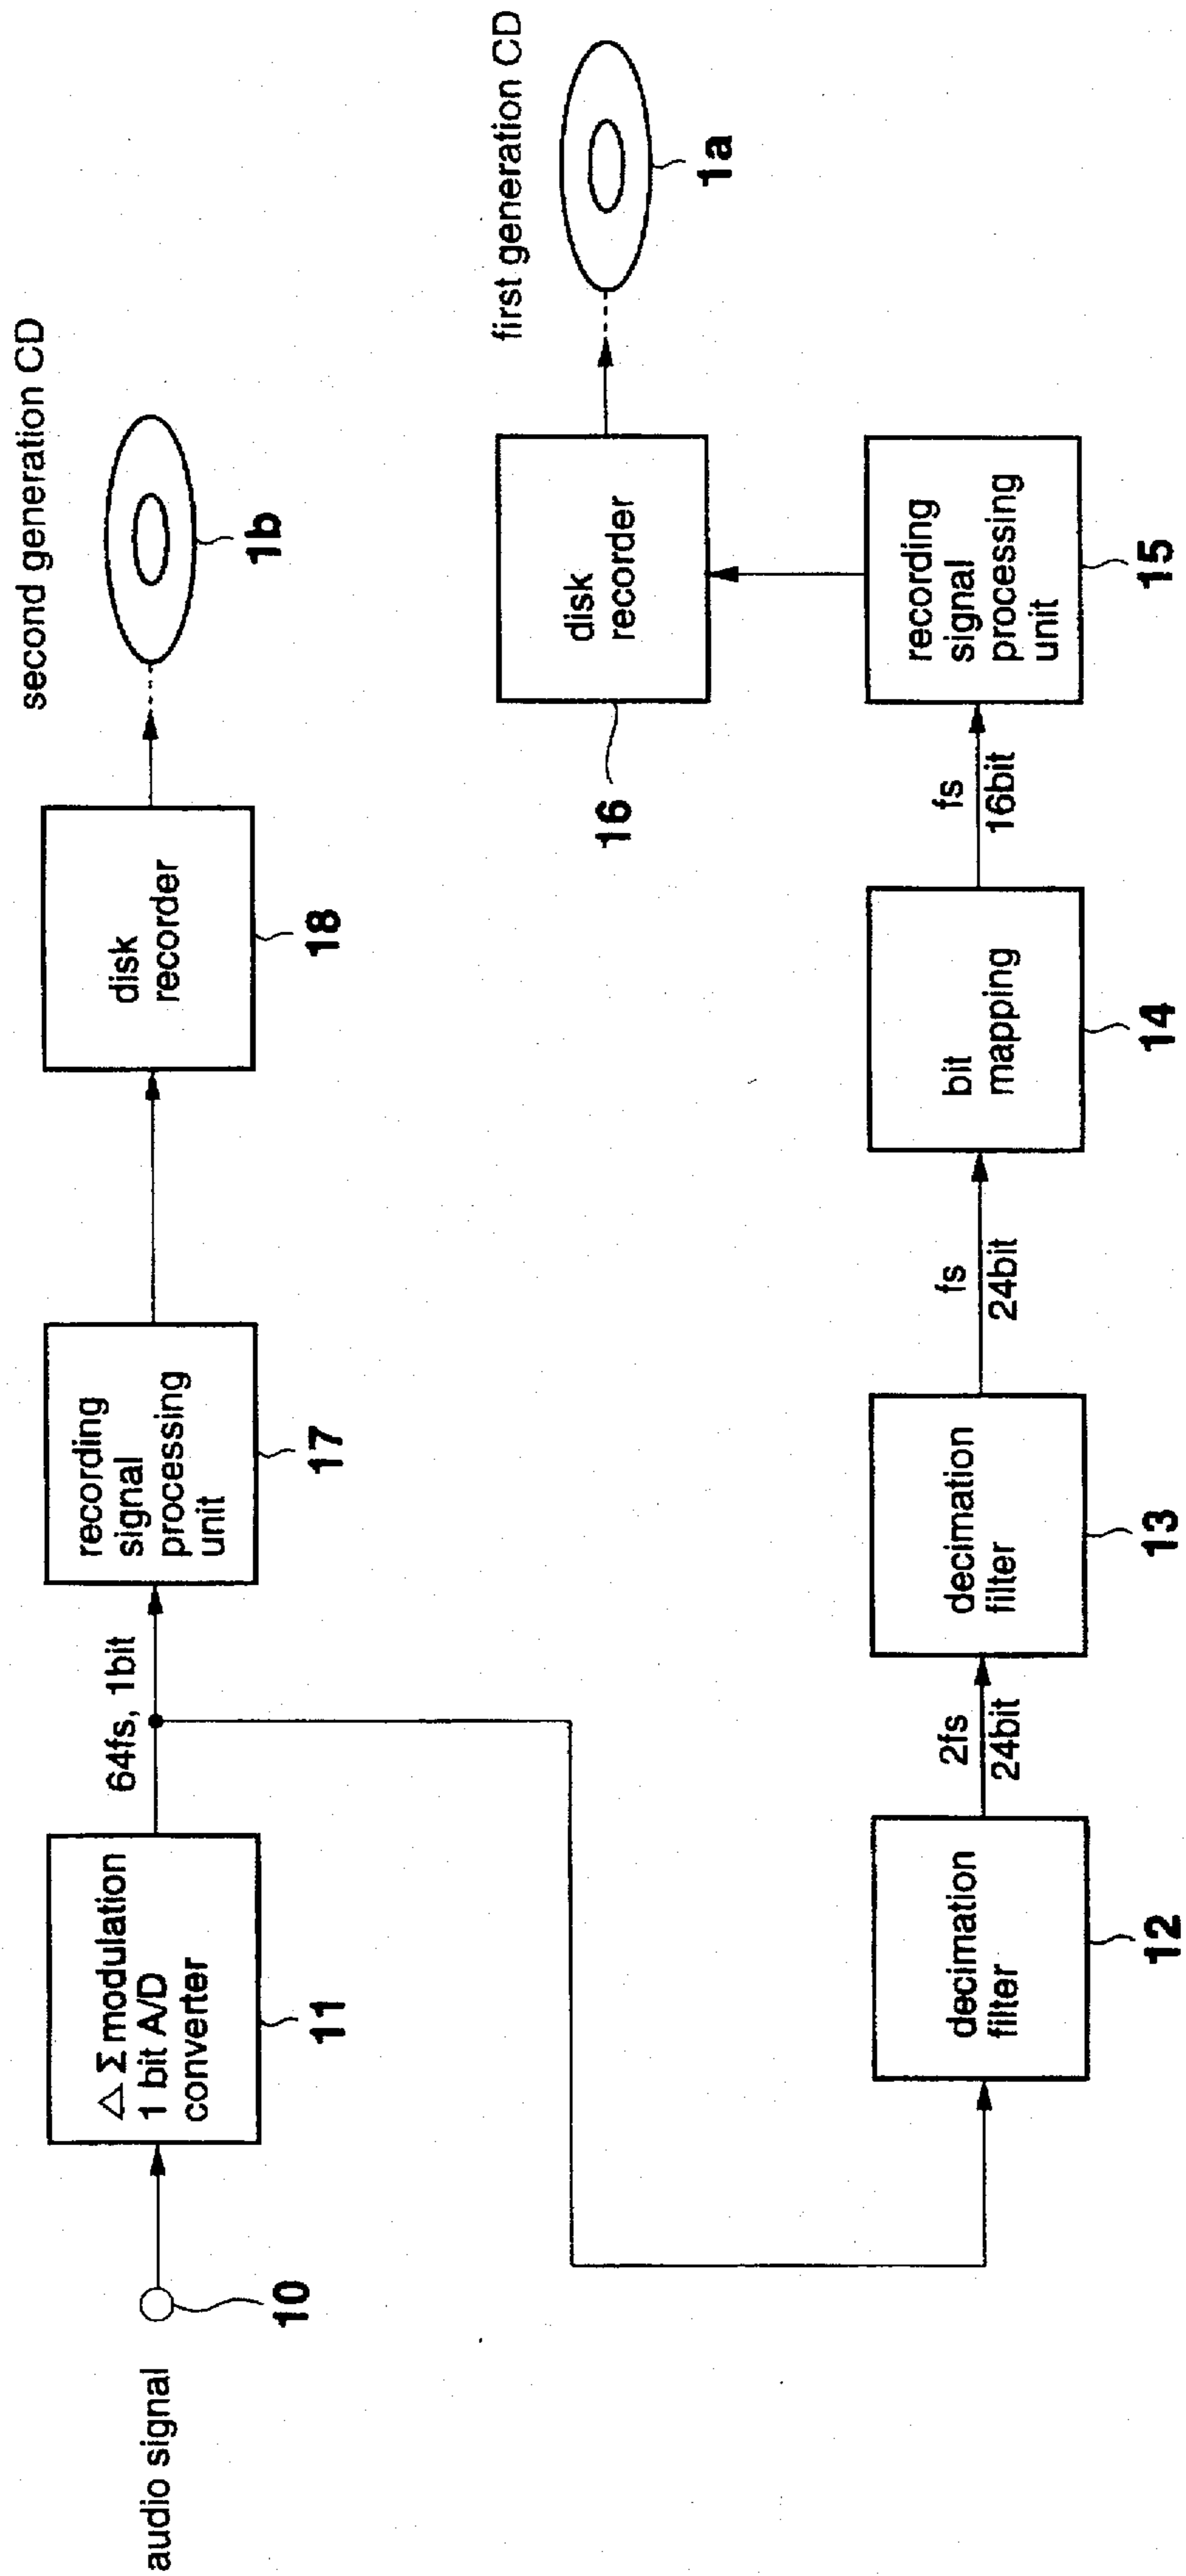 second generation CD
1b
audio signal
10
△Σ modulation
1 bit A/D
converter
11
64fs, 1bit
recording
signal
processing
unit
17
disk
recorder
18
first generation CD
1a
disk
recorder
16
decimation
filter
12
2fs
24bit
decimation
filter
13
fs
24bit
bit
mapping
14
fs
16bit
recording
signal
processing
unit
15